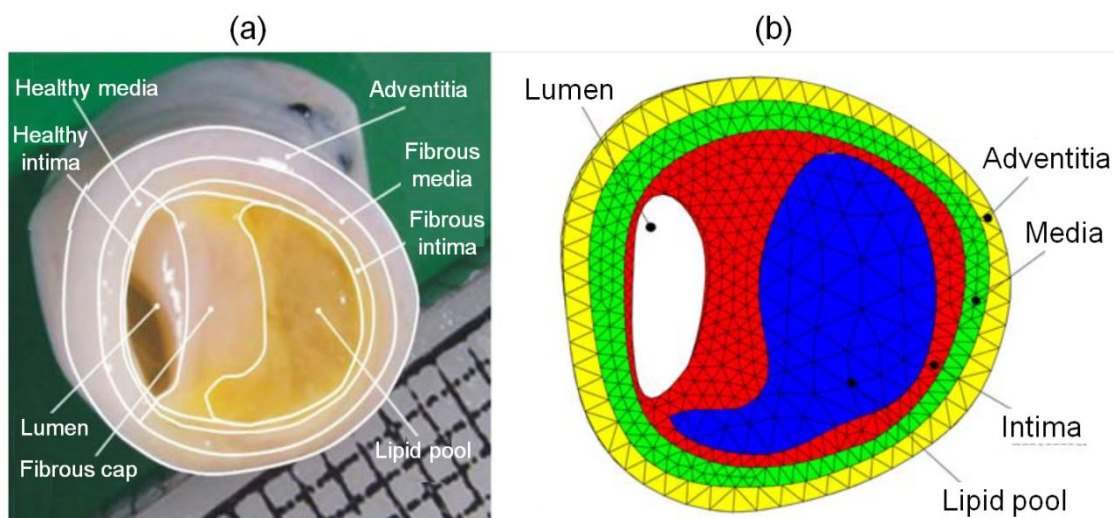 (a)
Healthy media
Adventitia
Healthy
intima
Fibrous
media
Fibrous
intima
Lumen
Fibrous cap
Lipid pool
(b)
Lumen
Adventitia
Media
Intima
Lipid pool